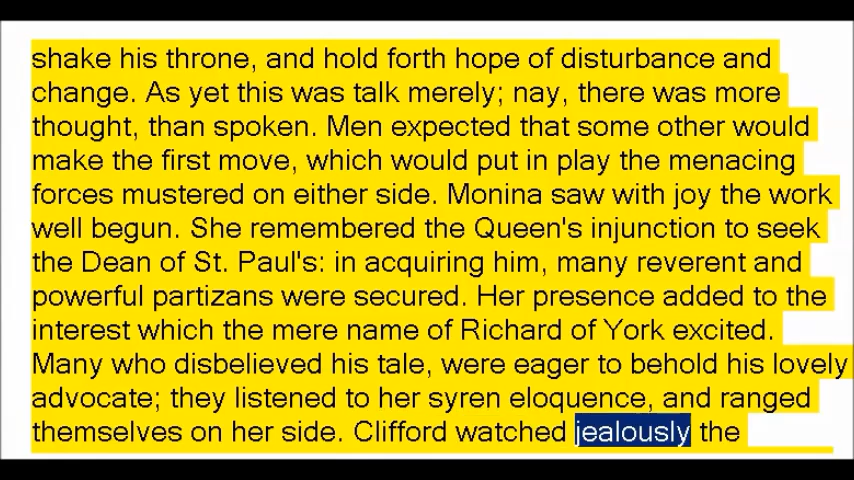 shake his throne, and hold forth hope of disturbance and
change. As yet this was talk merely; nay, there was more
thought, than spoken. Men expected that some other would
make the first move, which would put in play the menacing
forces mustered on either side. Monina saw with joy the work
well begun. She remembered the Queen's injunction to seek
the Dean of St. Paul's: in acquiring him, many reverent and
powerful partizans were secured. Her presence added to the
interest which the mere name of Richard of York excited.
Many who disbelieved his tale, were eager to behold his lovely
advocate; they listened to her syren eloquence, and ranged
themselves on her side. Clifford watched jealously the